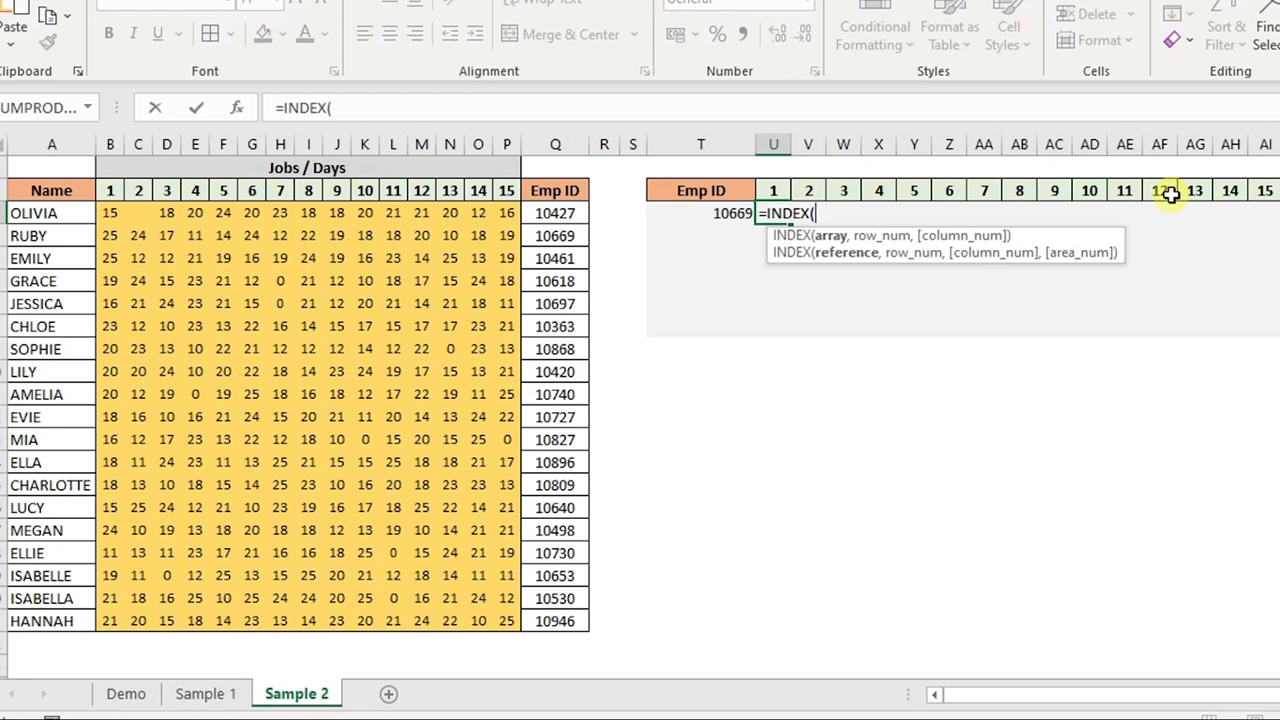 Paste
B I U
Wrap Text
Merge & Center
General
%
Conditional Formatting
Format as Table
Cell Styles
Delete
Format
Sort & Filter
Clipboard
Font
Alignment
Number
Styles
Cells
Editing
UMPROD...
fx
=INDEX(
A B C D E F G H I J K L M N O P Q R S T U V W X Y Z AA AB AC AD AE AF AG AH AI
Jobs / Days
Name 1 2 3 4 5 6 7 8 9 10 11 12 13 14 15 Emp ID
Emp ID 1 2 3 4 5 6 7 8 9 10 11 12 13 14 15
OLIVIA 15 18 20 24 20 23 18 18 20 21 21 20 12 16 10427
10669 =INDEX(
RUBY 25 24 17 11 14 24 12 22 19 18 18 20 10 18 19 10669
INDEX(array, row_num, [column_num])
EMILY 25 12 12 21 19 16 19 24 19 16 23 14 25 13 19 10461
INDEX(reference, row_num, [column_num], [area_num])
GRACE 19 24 15 23 21 12 0 21 12 10 18 17 15 24 18 10618
JESSICA 16 21 24 23 21 15 0 21 12 20 21 14 21 18 11 10697
CHLOE 23 12 10 23 13 22 16 14 15 17 15 17 17 23 21 10363
SOPHIE 20 23 13 10 22 21 12 12 12 14 12 22 0 23 13 10868
LILY 20 20 24 10 20 22 18 14 23 24 19 17 15 13 21 10420
AMELIA 20 12 19 0 19 25 18 16 18 12 17 22 19 11 25 10740
EVIE 18 16 10 16 21 24 15 20 21 11 20 14 13 24 22 10727
MIA 16 12 17 23 13 22 12 18 10 0 15 20 15 25 0 10827
ELLA 18 11 24 23 11 13 25 21 15 15 25 18 18 21 17 10896
CHARLOTTE 18 13 10 18 15 14 25 23 10 16 24 25 23 23 13 10809
LUCY 15 25 24 12 21 10 23 19 16 17 18 25 22 14 21 10640
MEGAN 24 10 19 13 18 20 18 18 12 13 19 10 14 21 21 10498
ELLIE 11 13 11 23 17 21 16 16 18 25 0 15 24 21 19 10730
ISABELLE 19 11 0 12 25 13 15 25 20 21 12 18 14 11 11 10653
ISABELLA 21 18 16 25 10 25 24 24 20 25 0 16 21 24 12 10530
HANNAH 21 20 15 18 14 23 13 14 23 20 21 24 22 10 25 10946
Demo
Sample 1
Sample 2